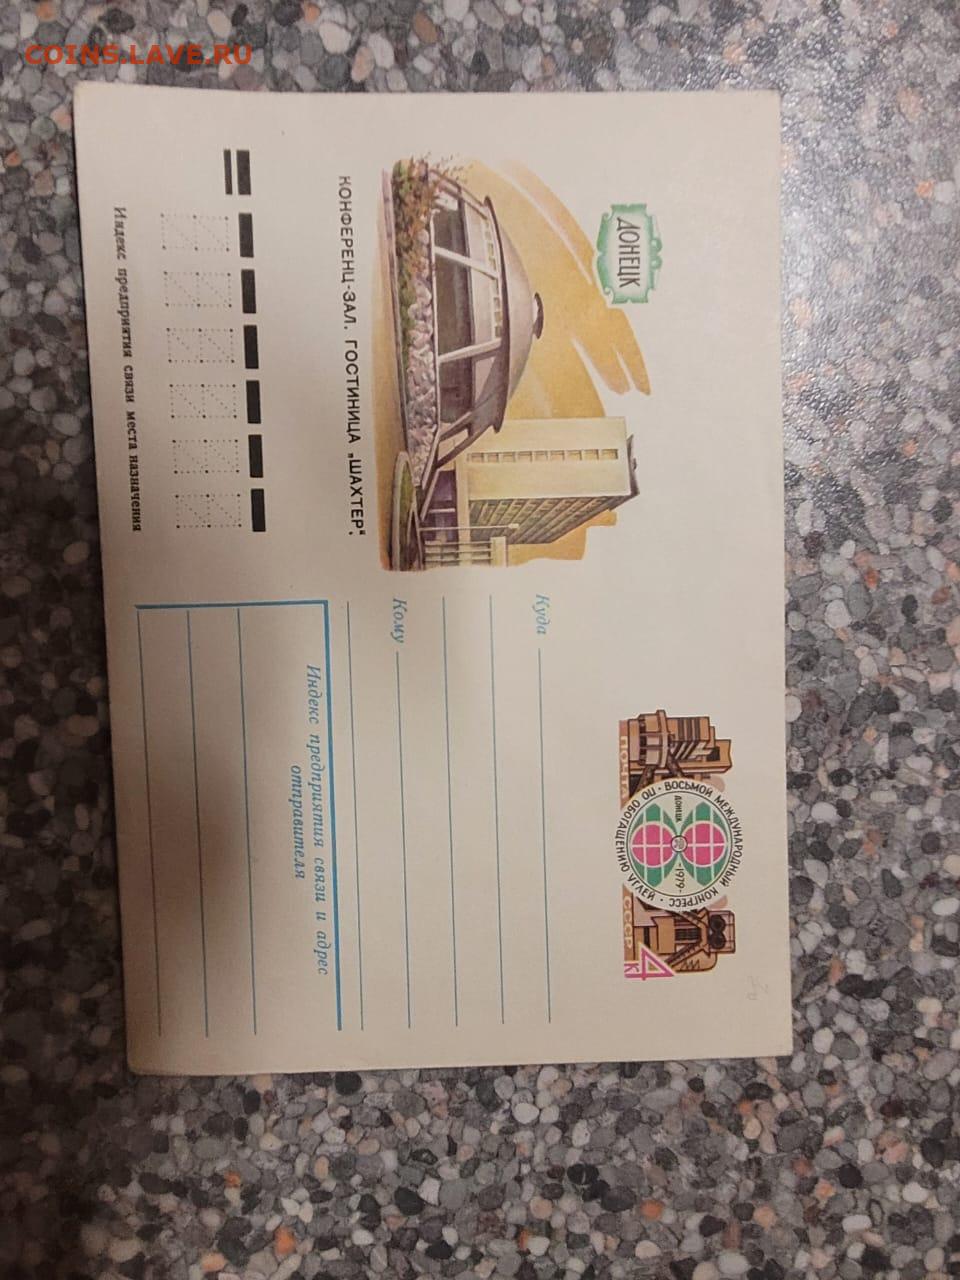 COINS.LAVE.RU
ДОНЕЦК
КОНФЕРЕНЦ-ЗАЛ. ГОСТИНИЦА „ШАХТЕР“.
ПОЧТА
СССР
4 к
ВОСЬМОЙ МЕЖДУНАРОДНЫЙ КОНГРЕСС
ПО ОБОГАЩЕНИЮ УГЛЕЙ
ДОНЕЦК
·1979·
Куда
Кому
Индекс предприятия связи и адрес
отправителя
Индекс предприятия связи места назначения